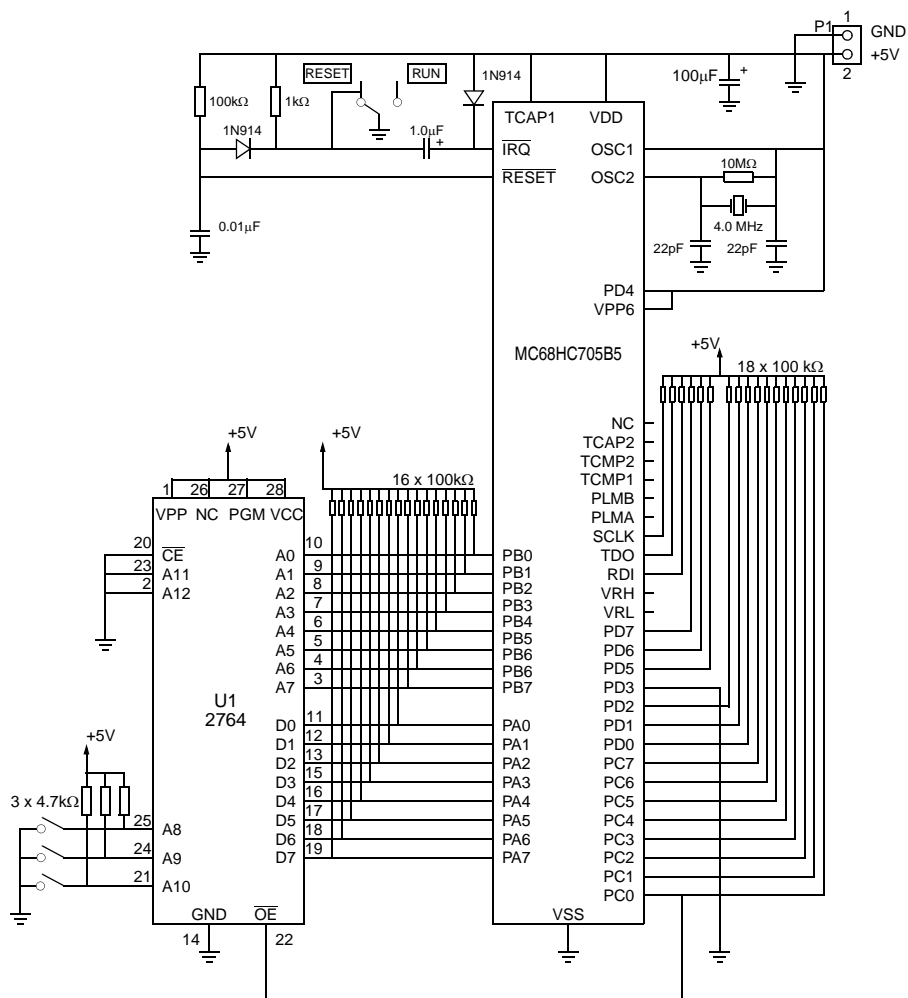 P1
1
GND
+5V
2
RESET
RUN
1N914
100μF
+
100kΩ
1kΩ
TCAP1
VDD
1N914
1.0μF
+
IRQ
OSC1
10MΩ
RESET
OSC2
0.01μF
4.0 MHz
22pF
22pF
PD4
VPP6
MC68HC705B5
+5V
18 x 100 kΩ
NC
TCAP2
TCMP2
TCMP1
PLMB
PLMA
SCLK
TDO
RDI
VRH
VRL
PD7
PD6
PD5
PD3
PD2
PD1
PD0
PC7
PC6
PC5
PC4
PC3
PC2
PC1
PC0
+5V
+5V
16 x 100kΩ
1
26
27
28
VPP
NC
PGM
VCC
20
CE
23
A11
2
A12
A0
10
A1
9
A2
8
A3
7
A4
6
A5
5
A6
4
A7
3
PB0
PB1
PB2
PB3
PB4
PB5
PB6
PB6
PB7
U1
2764
D0
11
D1
12
D2
13
D3
15
D4
16
D5
17
D6
18
D7
19
PA0
PA1
PA2
PA3
PA4
PA5
PA6
PA7
+5V
3 x 4.7kΩ
25
A8
24
A9
21
A10
GND
OE
14
22
VSS